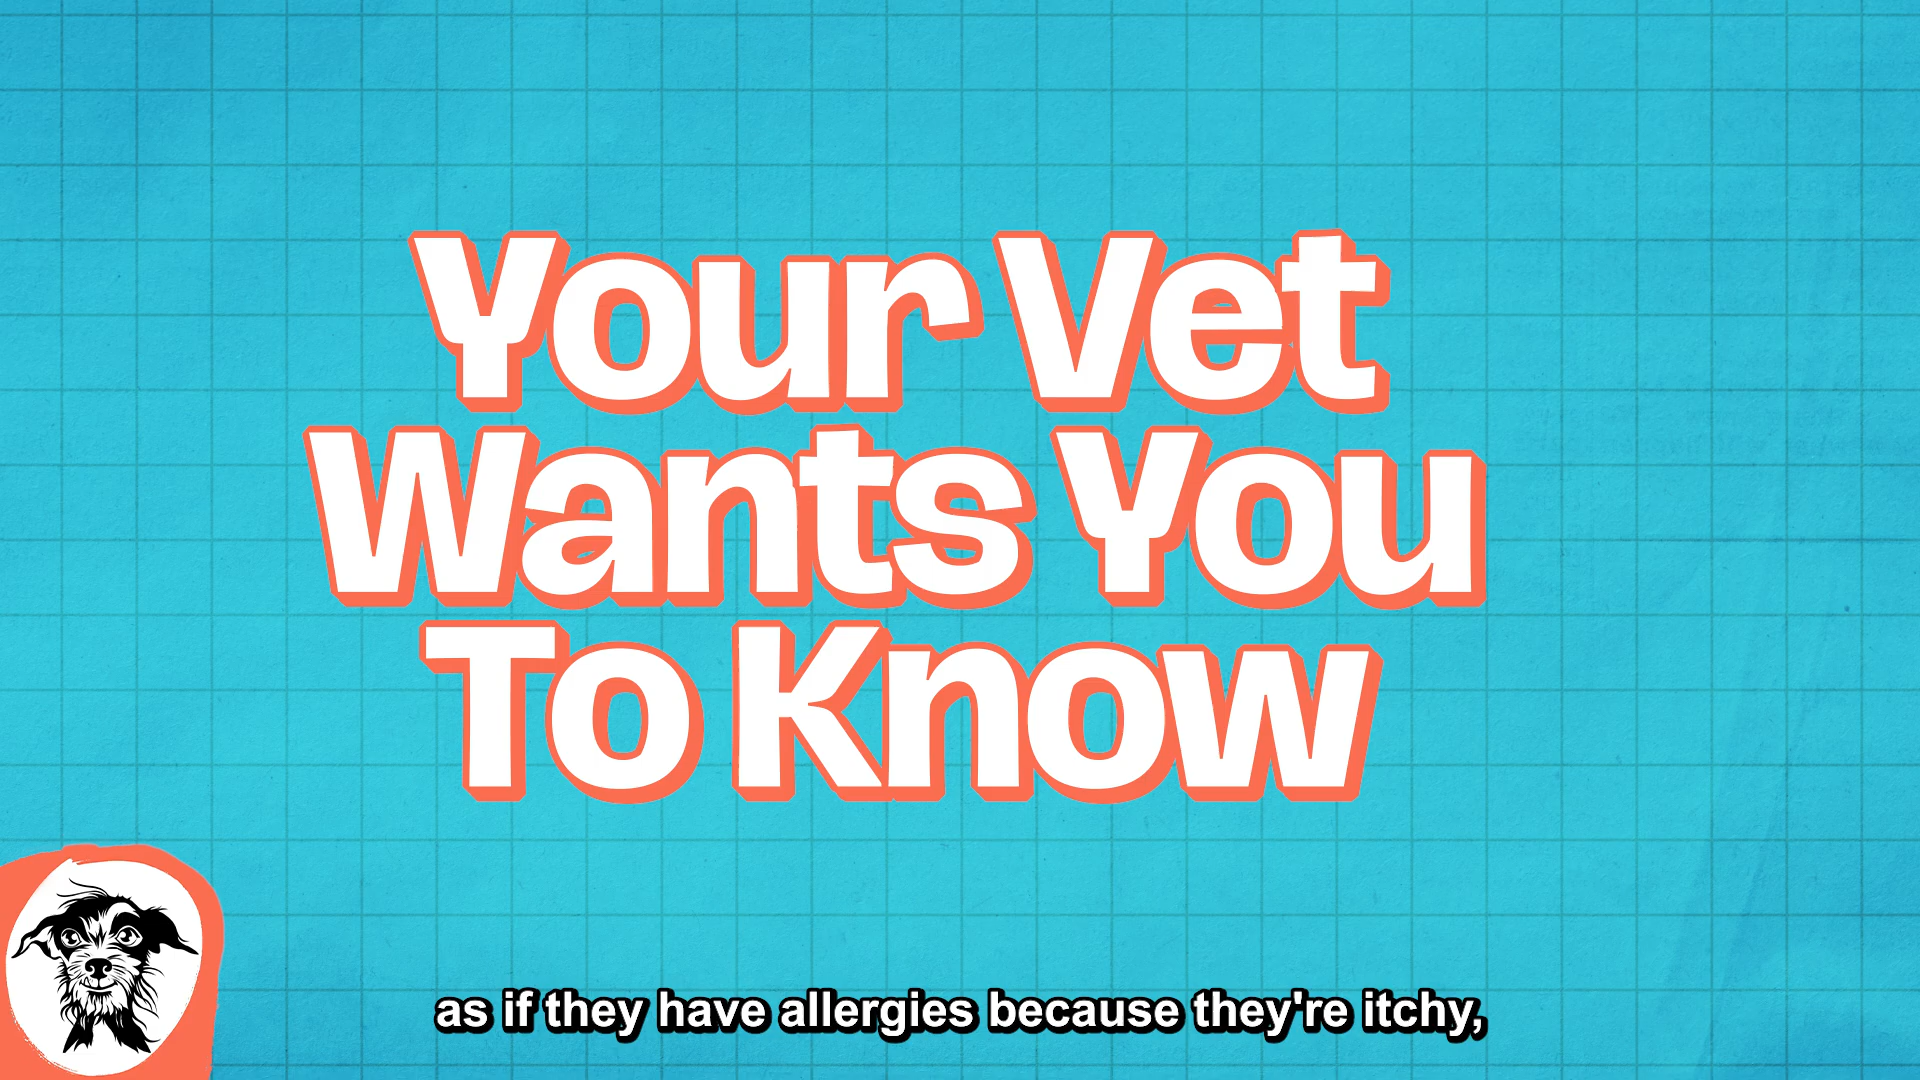 Your Vet
Wants You
To Know
as if they have allergies because they're itchy,